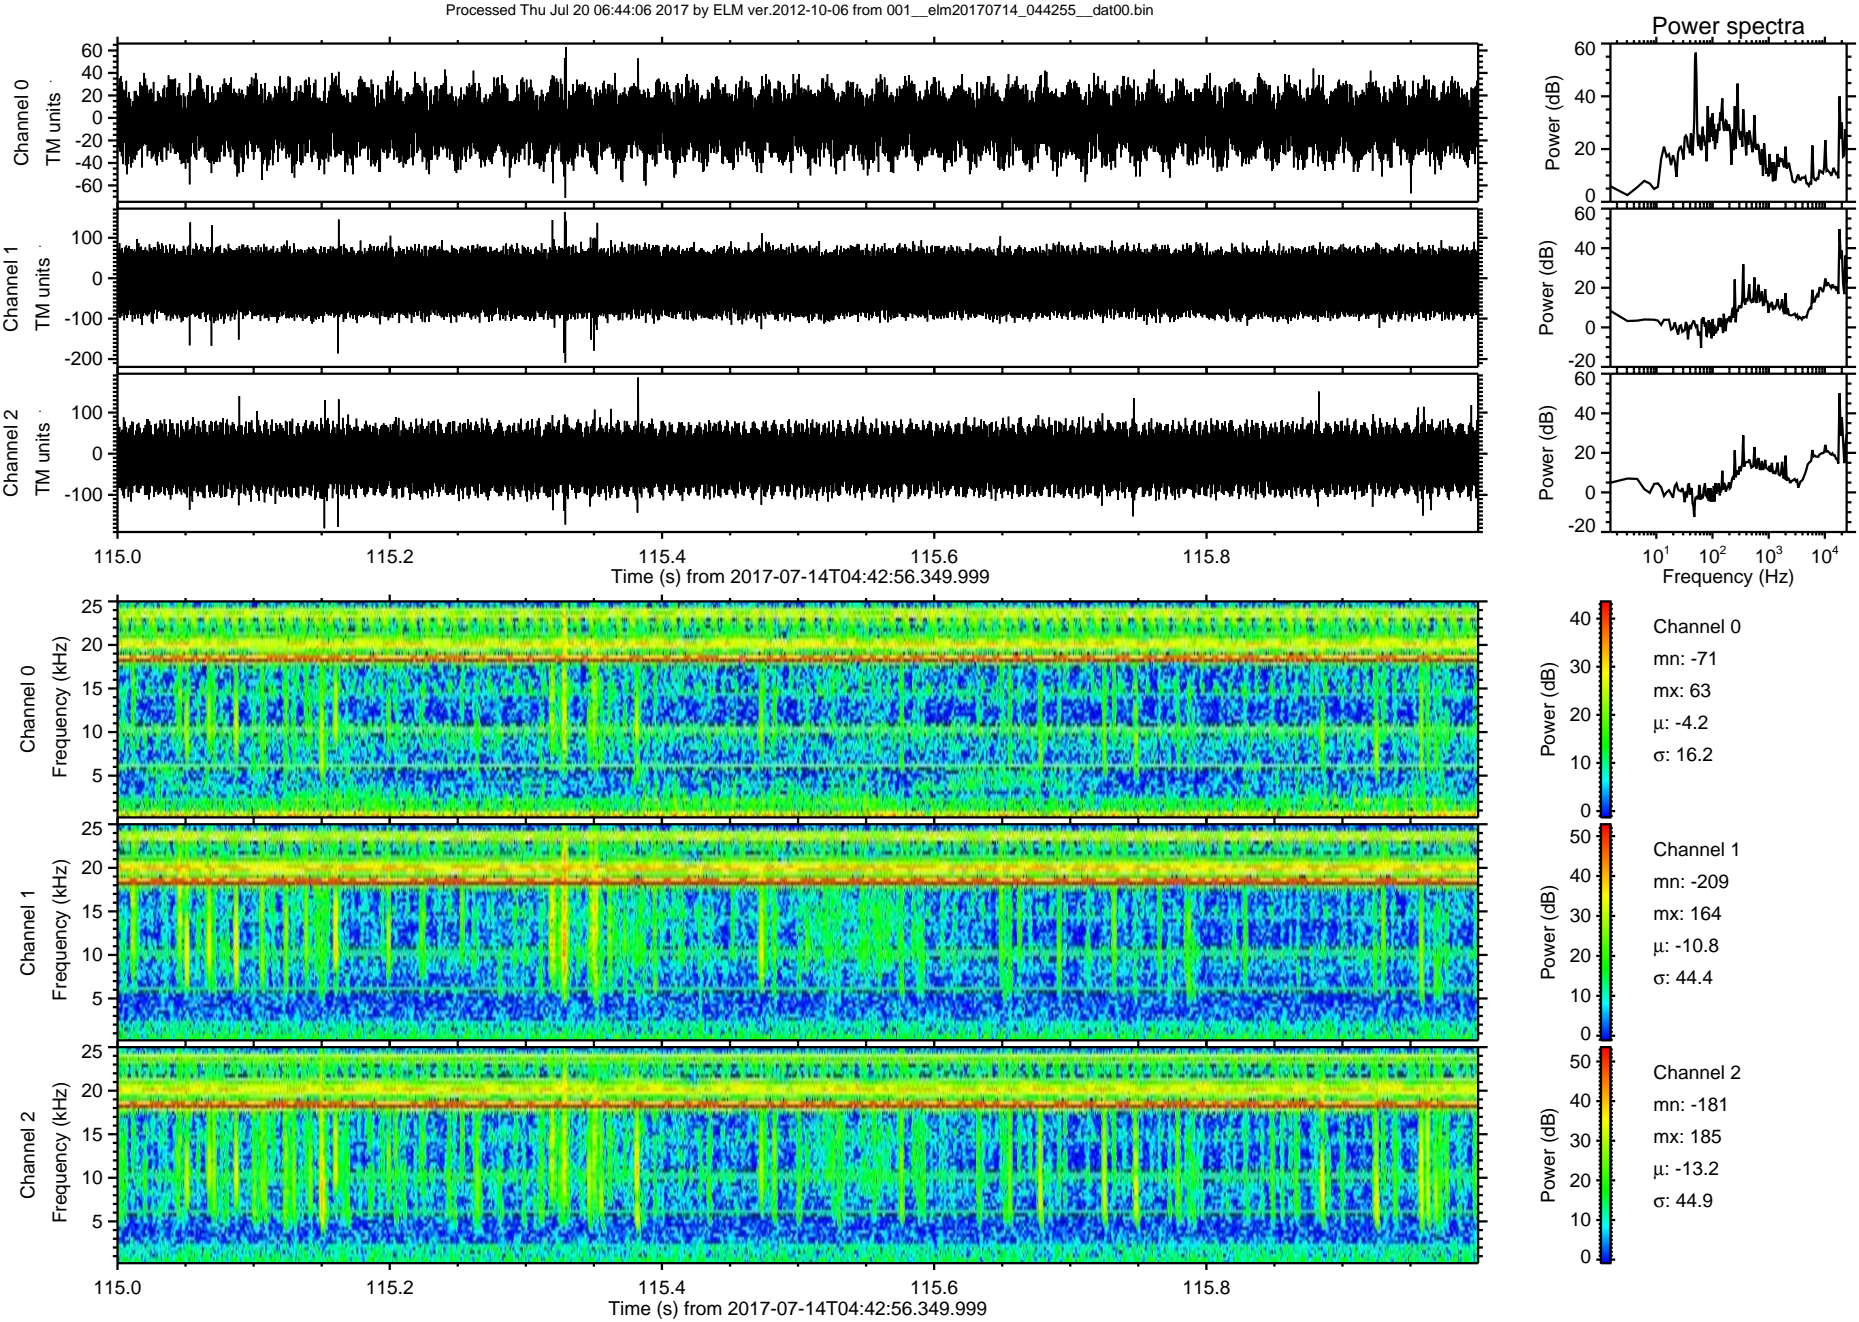 Processed Thu Jul 20 06:44:06 2017 by ELM ver.2012-10-06 from 001__elm20170714_044255__dat00.bin
Power spectra
Channel 0
TM units
60
40
20
0
-20
-40
-60
Power (dB)
60
40
20
0
Channel 1
TM units
100
0
-100
-200
Power (dB)
60
40
20
0
-20
Channel 2
TM units
100
0
-100
Power (dB)
60
40
20
0
-20
115.0 115.2 115.4 115.6 115.8
Time (s) from 2017-07-14T04:42:56.349.999
10^1 10^2 10^3 10^4
Frequency (Hz)
Channel 0
Frequency (kHz)
25
20
15
10
5
Power (dB)
40
30
20
10
0
Channel 0
mn: -71
mx: 63
μ: -4.2
σ: 16.2
Channel 1
Frequency (kHz)
25
20
15
10
5
Power (dB)
50
40
30
20
10
0
Channel 1
mn: -209
mx: 164
μ: -10.8
σ: 44.4
Channel 2
Frequency (kHz)
25
20
15
10
5
Power (dB)
50
40
30
20
10
0
Channel 2
mn: -181
mx: 185
μ: -13.2
σ: 44.9
115.0 115.2 115.4 115.6 115.8
Time (s) from 2017-07-14T04:42:56.349.999